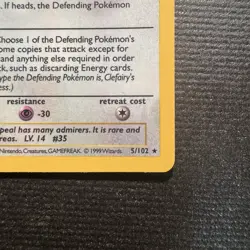 . If heads, the Defending Pokémon
Choose 1 of the Defending Pokémon's
ome copies that attack except for
and anything else required in order
ck, such as discarding Energy cards.
ype the Defending Pokémon is, Clefairy's
ss.)
resistance retreat cost
-30
peal has many admirers. It is rare and
reas. LV. 14 #35
Nintendo, Creatures, GAMEFREAK. © 1999 Wizards. 5/102 ★